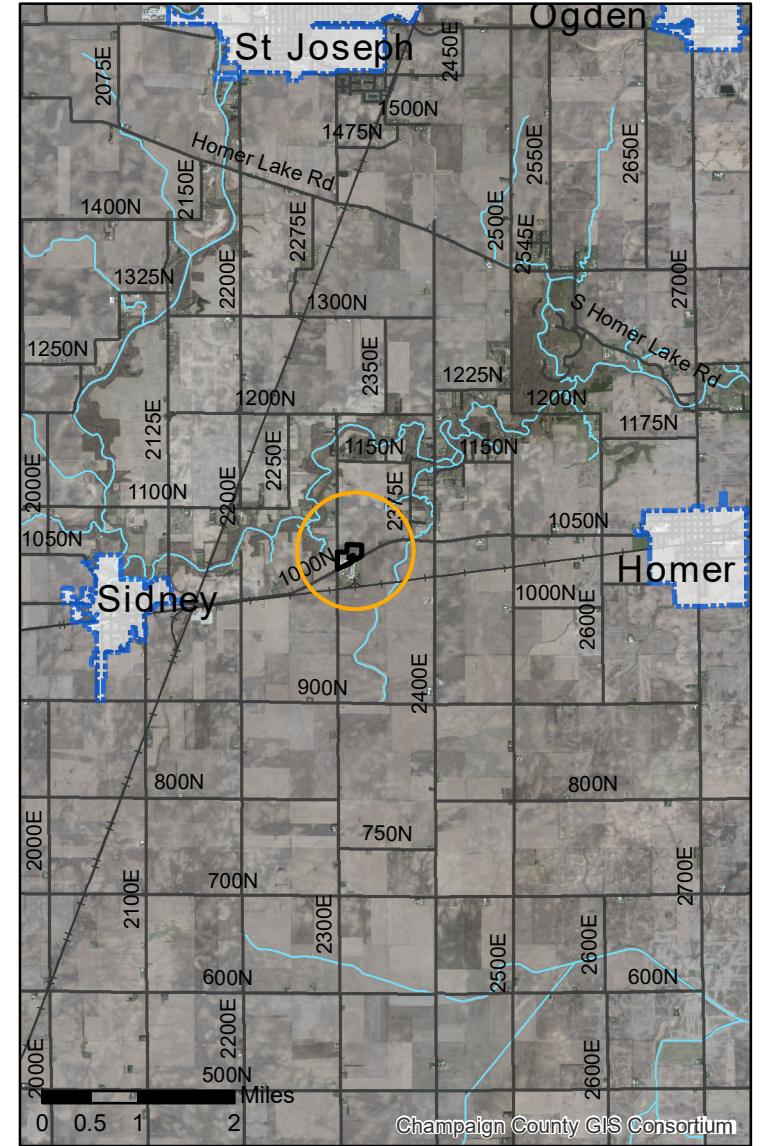 Ogden
St Joseph
2450E
2075E
1500N
1475N
Homer Lake Rd
2550E
2650E
2150E
1400N
2275E
2500E
2545E
2200E
2700E
1325N
1300N
S Homer Lake Rd
1250N
2350E
1225N
1200N
1200N
1175N
2125E
2250E
1150N
1150N
2000E
1100N
2200E
2375E
1050N
1050N
1000N
Homer
Sidney
1000N
2600E
900N
2400E
800N
800N
2000E
750N
2100E
700N
2700E
2300E
2500E
2600E
600N
600N
2200E
2000E
500N
2600E
Miles
0 0.5 1 2
Champaign County GIS Consortium